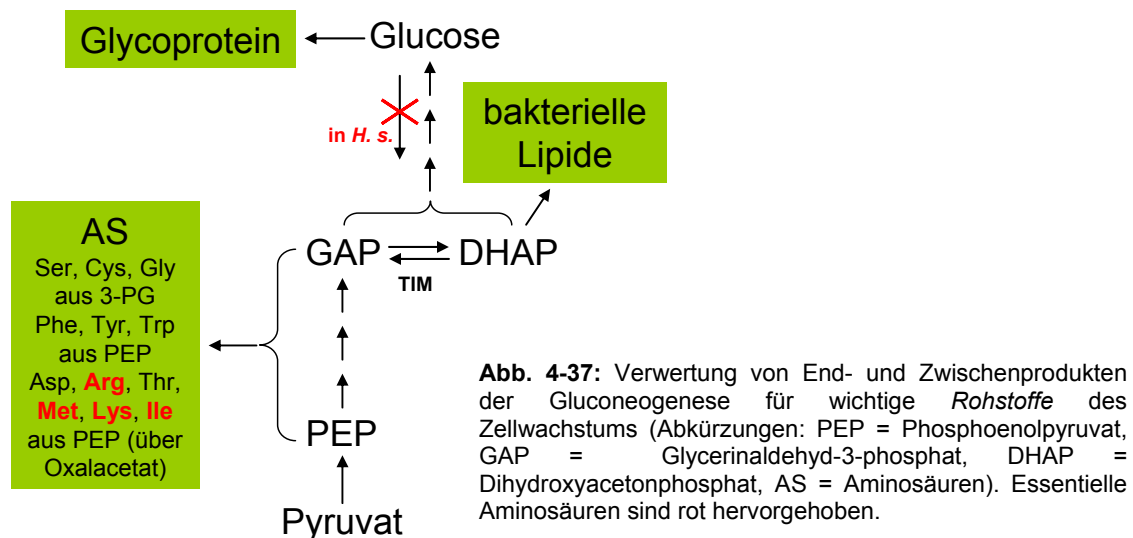 Glycoprotein
Glucose
in H. s.
bakterielle
Lipide
AS
Ser, Cys, Gly
aus 3-PG
Phe, Tyr, Trp
aus PEP
Asp, Arg, Thr,
Met, Lys, Ile
aus PEP (über
Oxalacetat)
GAP
DHAP
TIM
PEP
Pyruvat
Abb. 4-37: Verwertung von End- und Zwischenprodukten
der Gluconeogenese für wichtige Rohstoffe des
Zellwachstums (Abkürzungen: PEP = Phosphoenolpyruvat,
GAP = Glycerinaldehyd-3-phosphat, DHAP =
Dihydroxyacetonphosphat, AS = Aminosäuren). Essentielle
Aminosäuren sind rot hervorgehoben.